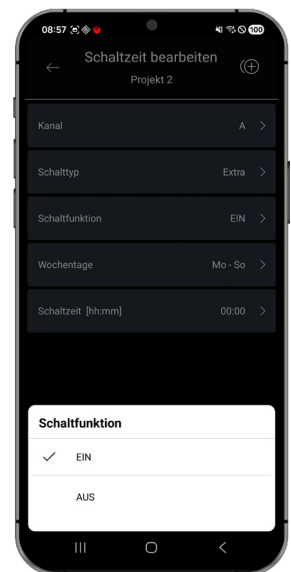 08:57
100
Schaltzeit bearbeiten
Projekt 2
Kanal A
Schalttyp Extra
Schaltfunktion EIN
Wochentage Mo - So
Schaltzeit [hh:mm] 00:00
Schaltfunktion
EIN
AUS